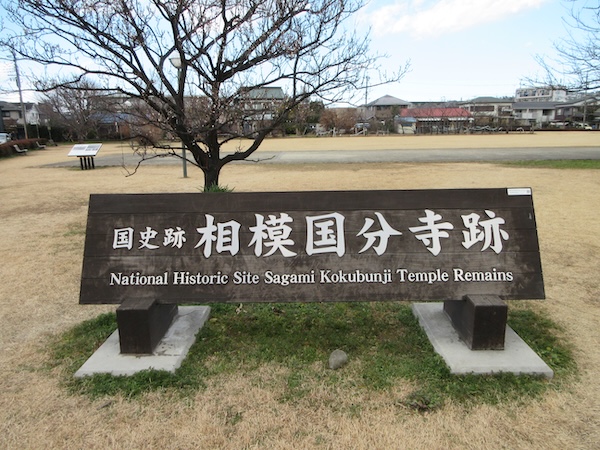 国史跡 相模国分寺跡
National Historic Site Sagami Kokubunji Temple Remains